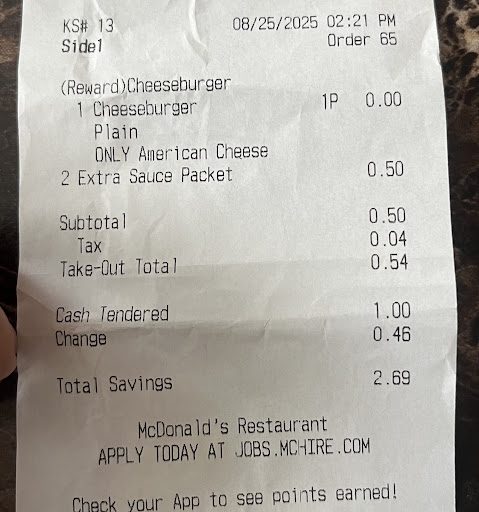 KS# 13 08/25/2025 02:21 PM
Side1 Order 65
(Reward)Cheeseburger
1 Cheeseburger 1P 0.00
Plain
ONLY American Cheese
2 Extra Sauce Packet 0.50
Subtotal 0.50
Tax 0.04
Take-Out Total 0.54
Cash Tendered 1.00
Change 0.46
Total Savings 2.69
McDonald's Restaurant
APPLY TODAY AT JOBS.MCHIRE.COM
Check your App to see points earned!